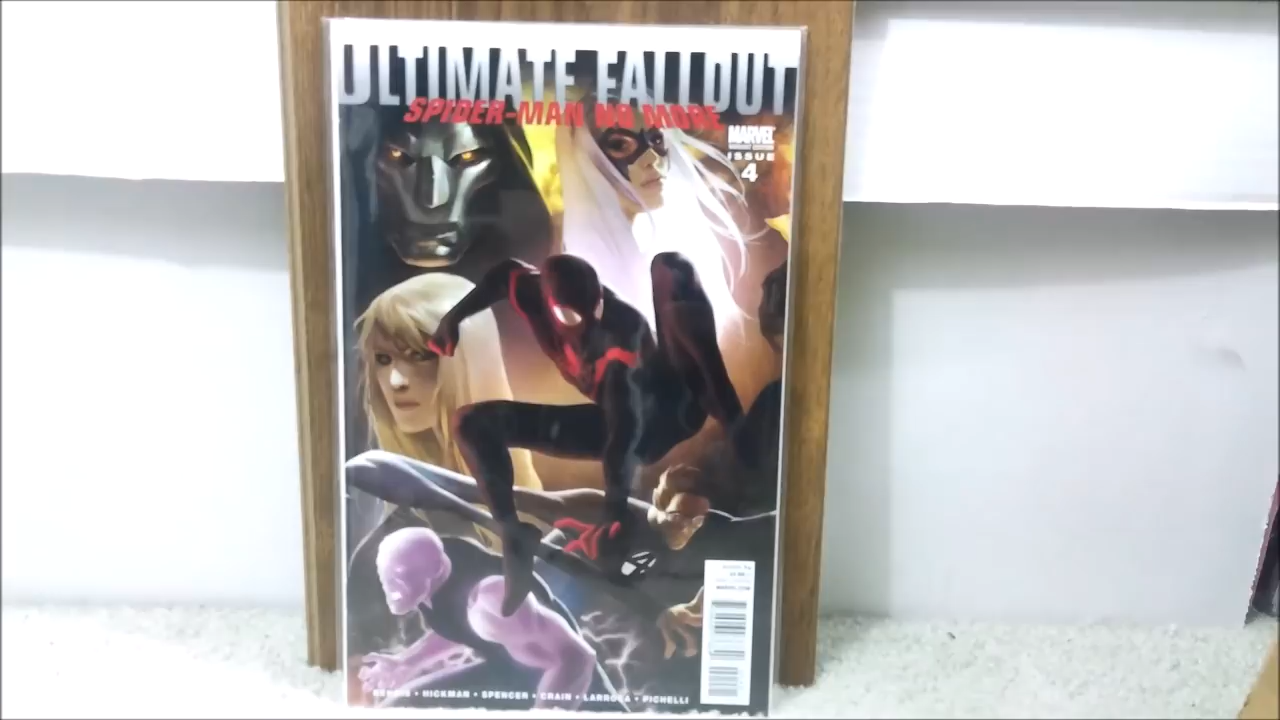 ULTIMATE FALLOUT
SPIDER-MAN NO MORE
MARVEL
ISSUE
4
BENDIS • HICKMAN • SPENCER • CRAIN • LARROCA • PICHELLI